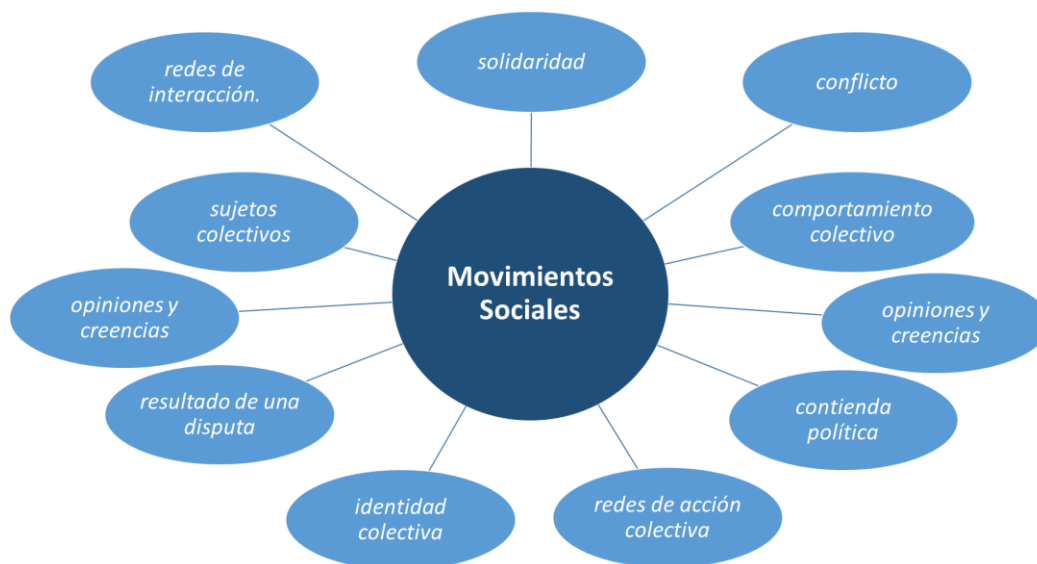 solidaridad
redes de
interacción.
conflicto
sujetos
colectivos
comportamiento
colectivo
Movimientos
Sociales
opiniones y
creencias
opiniones y
creencias
resultado de una
disputa
contienda
política
identidad
colectiva
redes de acción
colectiva